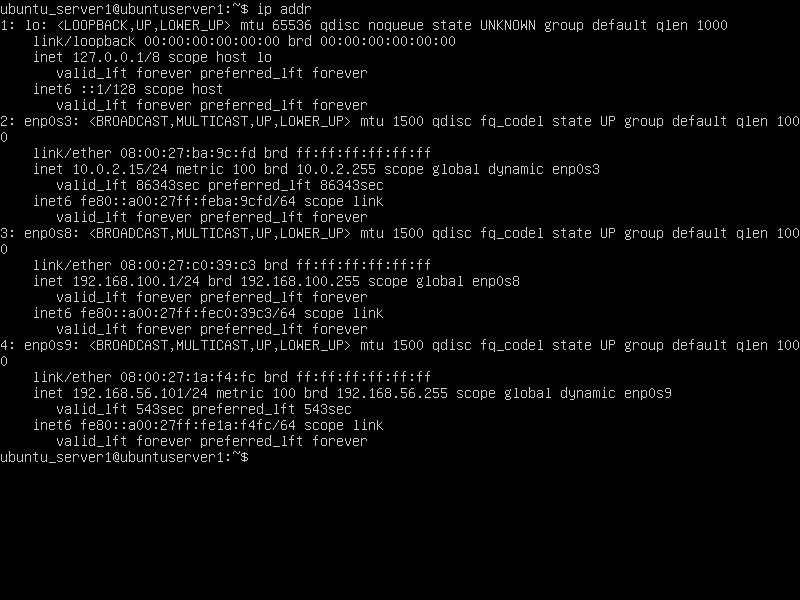 ubuntu_server1@ubuntuserver1:~$ ip addr
1: lo: <LOOPBACK,UP,LOWER_UP> mtu 65536 qdisc noqueue state UNKNOWN group default qlen 1000
    link/loopback 00:00:00:00:00:00 brd 00:00:00:00:00:00
    inet 127.0.0.1/8 scope host lo
       valid_lft forever preferred_lft forever
    inet6 ::1/128 scope host
       valid_lft forever preferred_lft forever
2: enp0s3: <BROADCAST,MULTICAST,UP,LOWER_UP> mtu 1500 qdisc fq_codel state UP group default qlen 100
0
    link/ether 08:00:27:ba:9c:fd brd ff:ff:ff:ff:ff:ff
    inet 10.0.2.15/24 metric 100 brd 10.0.2.255 scope global dynamic enp0s3
       valid_lft 86343sec preferred_lft 86343sec
    inet6 fe80::a00:27ff:feba:9cfd/64 scope link
       valid_lft forever preferred_lft forever
3: enp0s8: <BROADCAST,MULTICAST,UP,LOWER_UP> mtu 1500 qdisc fq_codel state UP group default qlen 100
0
    link/ether 08:00:27:c0:39:c3 brd ff:ff:ff:ff:ff:ff
    inet 192.168.100.1/24 brd 192.168.100.255 scope global enp0s8
       valid_lft forever preferred_lft forever
    inet6 fe80::a00:27ff:fec0:39c3/64 scope link
       valid_lft forever preferred_lft forever
4: enp0s9: <BROADCAST,MULTICAST,UP,LOWER_UP> mtu 1500 qdisc fq_codel state UP group default qlen 100
0
    link/ether 08:00:27:1a:f4:fc brd ff:ff:ff:ff:ff:ff
    inet 192.168.56.101/24 metric 100 brd 192.168.56.255 scope global dynamic enp0s9
       valid_lft 543sec preferred_lft 543sec
    inet6 fe80::a00:27ff:fe1a:f4fc/64 scope link
       valid_lft forever preferred_lft forever
ubuntu_server1@ubuntuserver1:~$